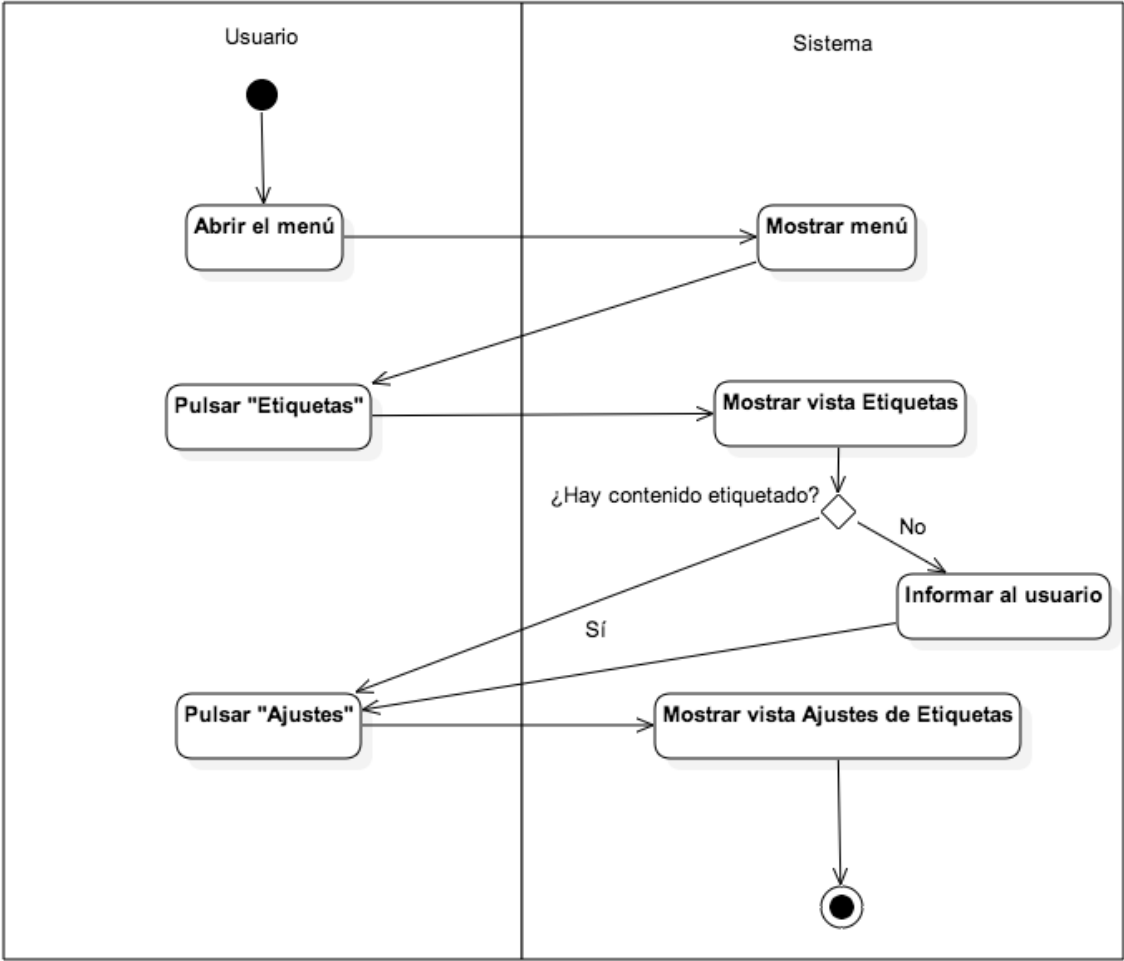 Usuario
Sistema
Abrir el menú
Mostrar menú
Pulsar "Etiquetas"
Mostrar vista Etiquetas
¿Hay contenido etiquetado?
No
Informar al usuario
Sí
Pulsar "Ajustes"
Mostrar vista Ajustes de Etiquetas